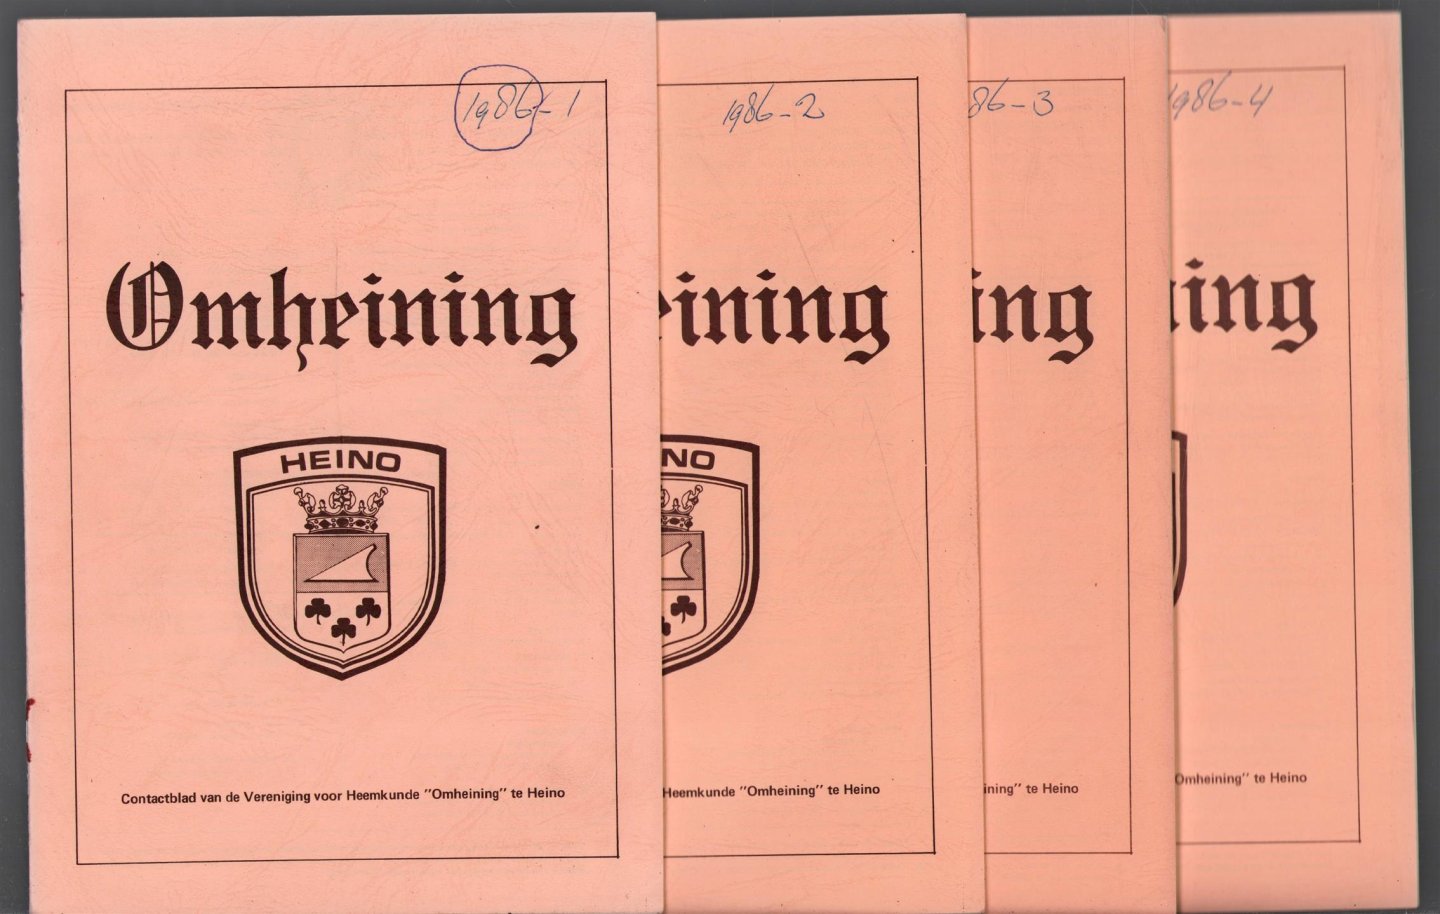 1986-1
Omheining
HEINO
Contactblad van de Vereniging voor Heemkunde "Omheining" te Heino
1986-2
eining
NO
Heemkunde "Omheining" te Heino
86-3
ing
ining" te Heino
1986-4
ing
Omheining" te Heino